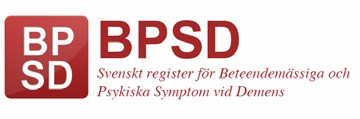 BP
SD
BPSD
Svenskt register för Beteendemässiga och
Psykiska Symptom vid Demens